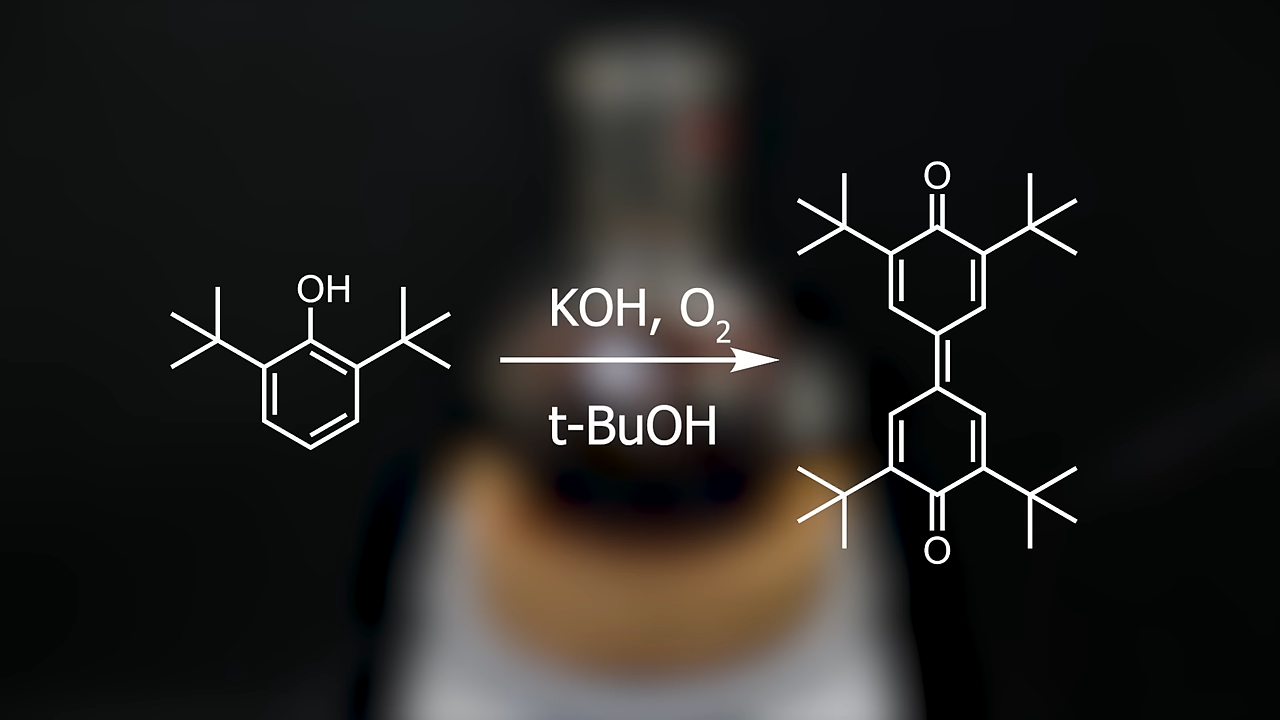 OH
KOH, O₂
t-BuOH
O
O